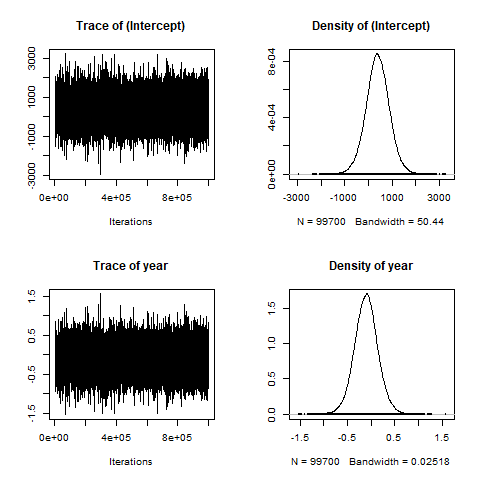 Trace of (Intercept)
3000
1000
-1000
-3000
0e+00 4e+05 8e+05
Iterations
Density of (Intercept)
8e-04
4e-04
0e+00
-3000 -1000 1000 3000
N = 99700 Bandwidth = 50.44
Trace of year
1.5
0.5
-0.5
-1.5
0e+00 4e+05 8e+05
Iterations
Density of year
1.5
1.0
0.5
0.0
-1.5 -0.5 0.5 1.5
N = 99700 Bandwidth = 0.02518